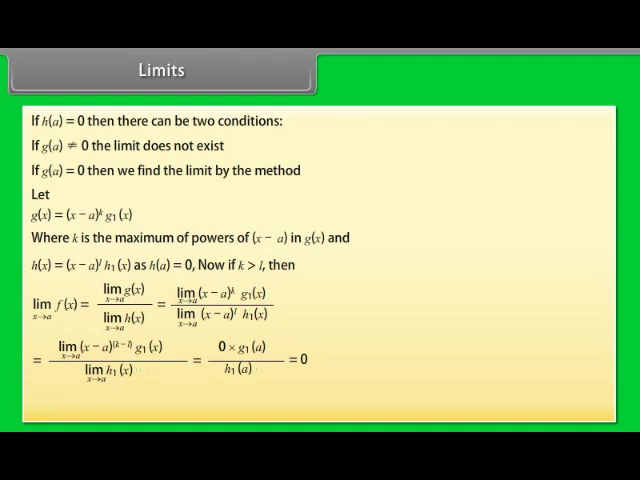 Limits
If h(a) = 0 then there can be two conditions:
If g(a) ≠ 0 the limit does not exist
If g(a) = 0 then we find the limit by the method
Let
g(x) = (x − a)^k g₁(x)
Where k is the maximum of powers of (x − a) in g(x) and
h(x) = (x − a)^l h₁(x) as h(a) = 0, Now if k > l, then
lim_{x→a} f(x) = lim_{x→a} g(x) / lim_{x→a} h(x) = lim_{x→a} (x − a)^k g₁(x) / lim_{x→a} (x − a)^l h₁(x)
= lim_{x→a} (x − a)^(k − l) g₁(x) / lim_{x→a} h₁(x) = 0 × g₁(a) / h₁(a) = 0